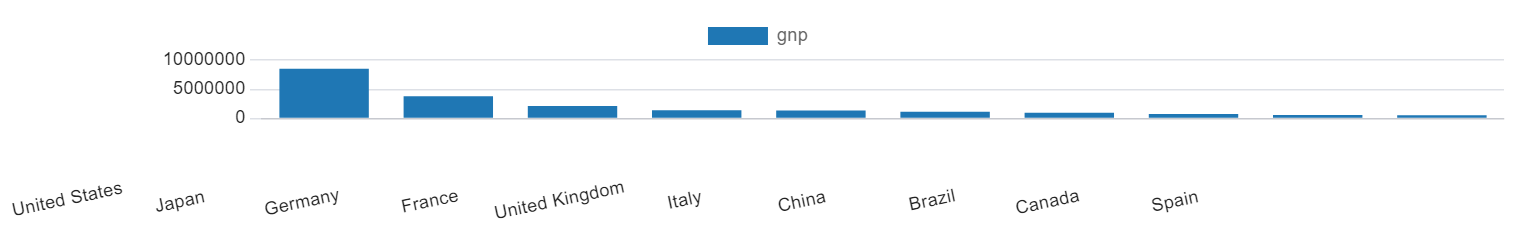 gnp
10000000
5000000
0
United States
Japan
Germany
France
United Kingdom
Italy
China
Brazil
Canada
Spain